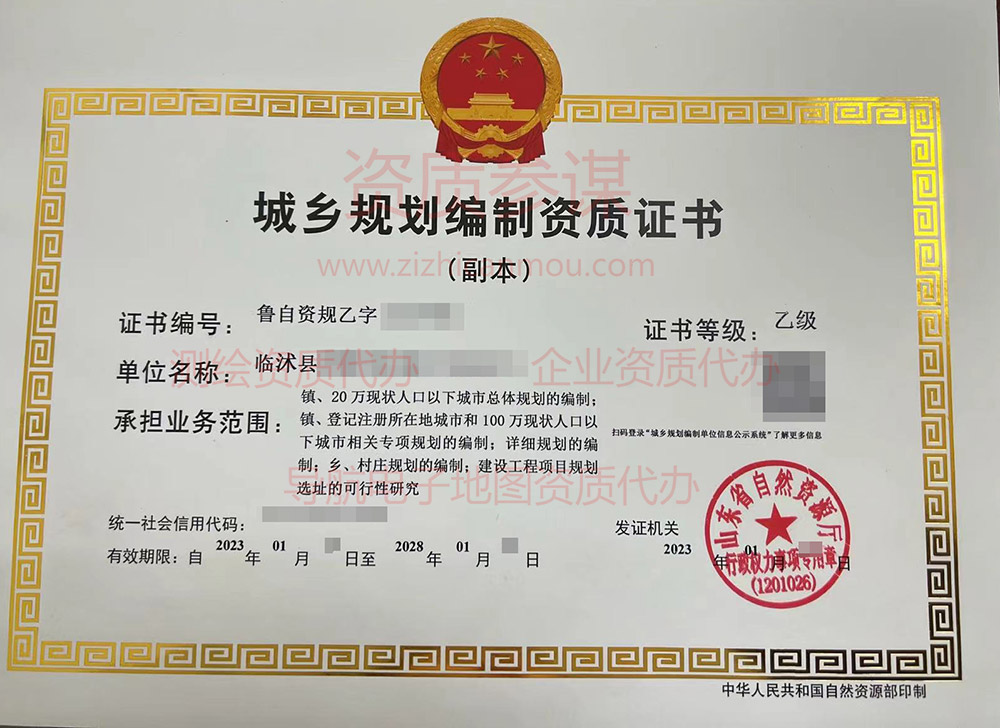 资质参谋
城乡规划编制资质证书
（副本）
证书编号：鲁自资规乙字
证书等级：乙级
单位名称：临沭县
测绘资质代办 企业资质代办
承担业务范围：镇、20万现状人口以下城市总体规划的编制；
镇、登记注册所在地城市和100万现状人口以
下城市相关专项规划的编制；详细规划的编
制；乡、村庄规划的编制；建设工程项目规划
选址的可行性研究
扫码登录“城乡规划编制单位信息公示系统”了解更多信息
导航电子地图资质代办
统一社会信用代码：
有效期限：自 2023 年 01 月 日至 2028 年 01 月 日
发证机关
2023 年 01 月 日
山东省自然资源厅
行政权力事项专用章
(1201026)
中华人民共和国自然资源部印制